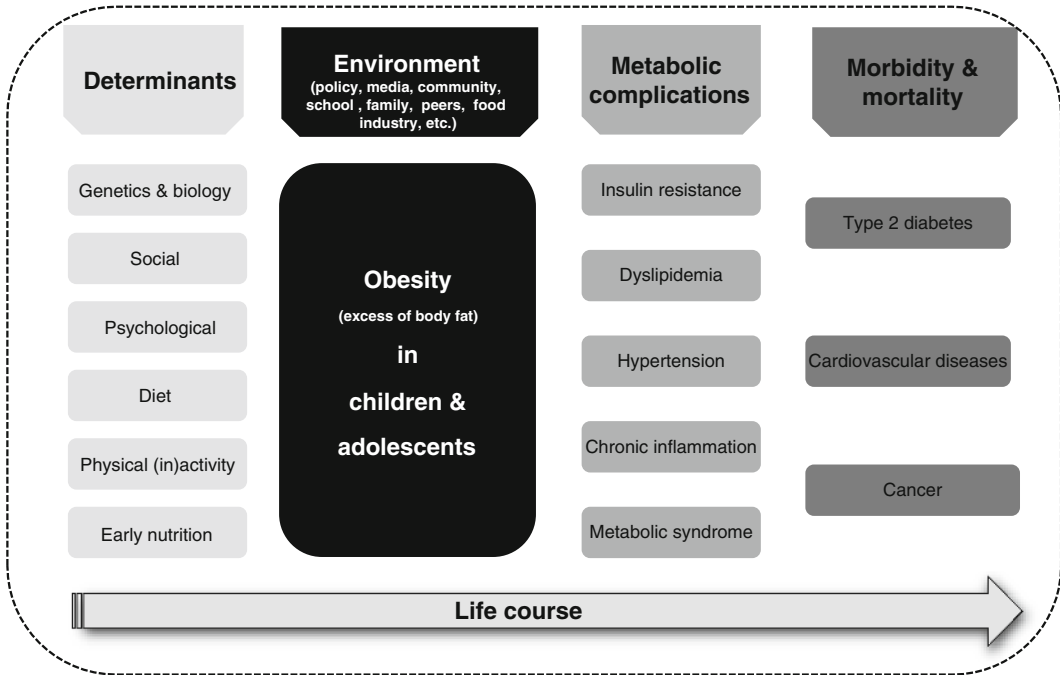 Determinants
Environment
(policy, media, community,
school , family, peers, food
industry, etc.)
Metabolic
complications
Morbidity &
mortality
Genetics & biology
Social
Psychological
Diet
Physical (in)activity
Early nutrition
Obesity
(excess of body fat)
in
children &
adolescents
Insulin resistance
Dyslipidemia
Hypertension
Chronic inflammation
Metabolic syndrome
Type 2 diabetes
Cardiovascular diseases
Cancer
Life course